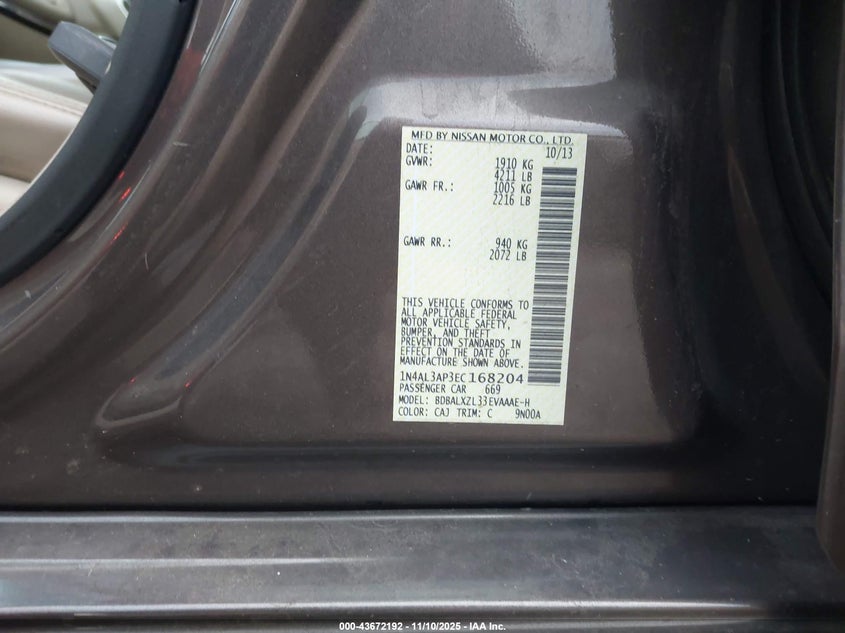 MFD BY NISSAN MOTOR CO., LTD.
DATE: 10/13
GVWR: 1910 KG
4211 LB
GAWR FR.: 1005 KG
2216 LB
GAWR RR.: 940 KG
2072 LB
THIS VEHICLE CONFORMS TO
ALL APPLICABLE FEDERAL
MOTOR VEHICLE SAFETY,
BUMPER, AND THEFT
PREVENTION STANDARDS IN
EFFECT ON THE DATE OF
MANUFACTURE SHOWN ABOVE.
1N4AL3AP3EC168204
PASSENGER CAR 669
MODEL: BDBALXZL33EVAAAE-H
COLOR: CAJ TRIM: C 9N00A
000-43672192 - 11/10/2025 - IAA Inc.